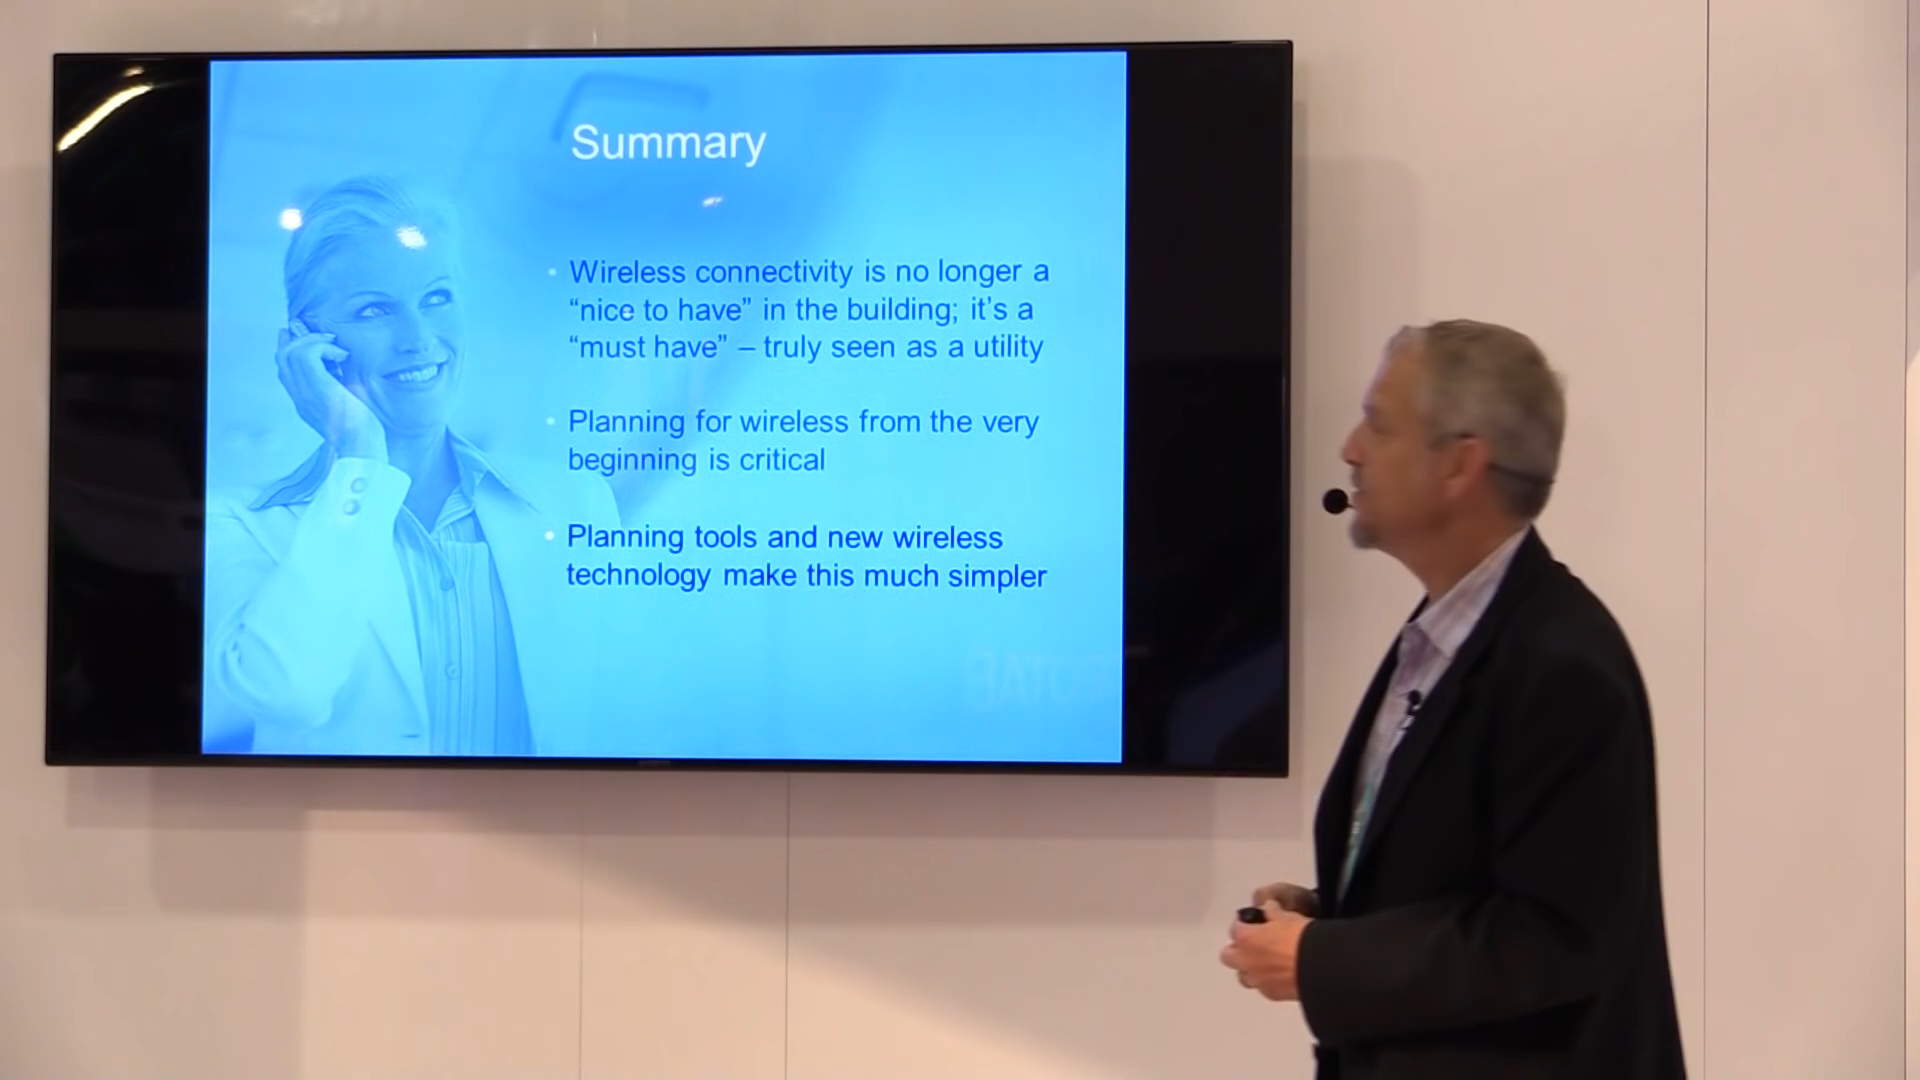 Summary
• Wireless connectivity is no longer a
“nice to have” in the building; it’s a
“must have” – truly seen as a utility
• Planning for wireless from the very
beginning is critical
• Planning tools and new wireless
technology make this much simpler